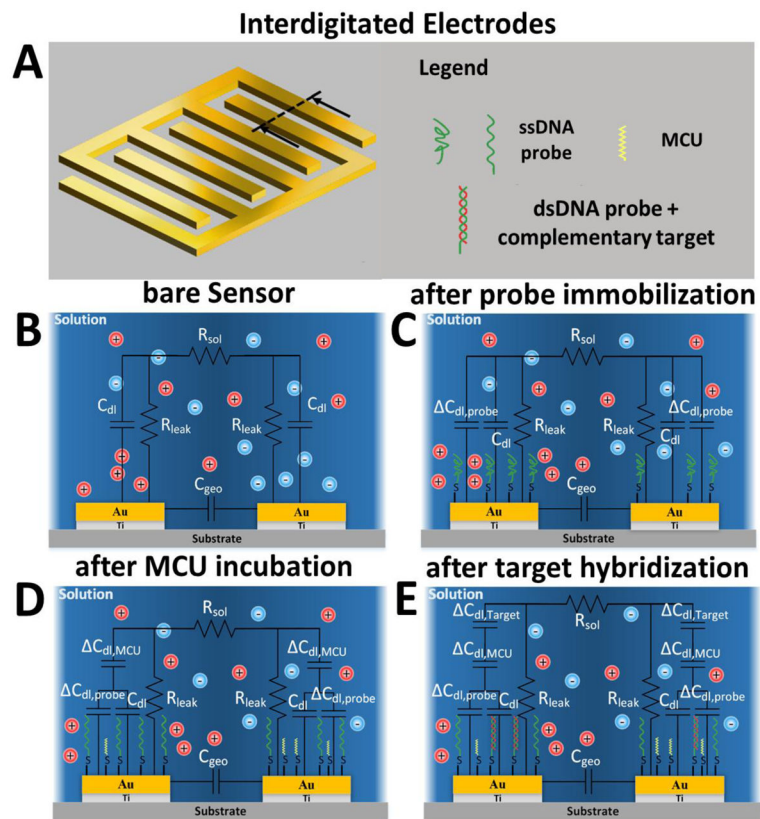 Interdigitated Electrodes
A
Legend
ssDNA
probe
MCU
dsDNA probe +
complementary target
bare Sensor
B
Solution
Rsol
+
-
Cdl
Rleak
Rleak
Cdl
Cgeo
Au
Ti
Au
Ti
Substrate
after probe immobilization
C
Solution
Rsol
ΔCdl,probe
Cdl
Rleak
Rleak
Cdl
ΔCdl,probe
Cgeo
S S S S S S
Au
Ti
Au
Ti
Substrate
after MCU incubation
D
Solution
Rsol
ΔCdl,MCU
ΔCdl,MCU
ΔCdl,probe
Cdl
Rleak
Rleak
Cdl
ΔCdl,probe
Cgeo
S S S S S S S S S S
Au
Ti
Au
Ti
Substrate
after target hybridization
E
Solution
ΔCdl,Target
Rsol
ΔCdl,Target
ΔCdl,MCU
ΔCdl,MCU
ΔCdl,probe
Cdl
Rleak
Rleak
Cdl
ΔCdl,probe
Cgeo
S S S S S S S S S S
Au
Ti
Au
Ti
Substrate